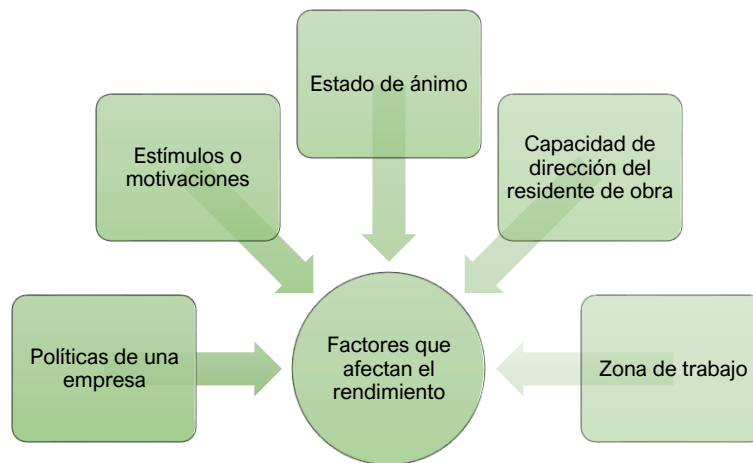 Estado de ánimo
Estímulos o
motivaciones
Capacidad de
dirección del
residente de obra
Políticas de una
empresa
Factores que
afectan el
rendimiento
Zona de trabajo